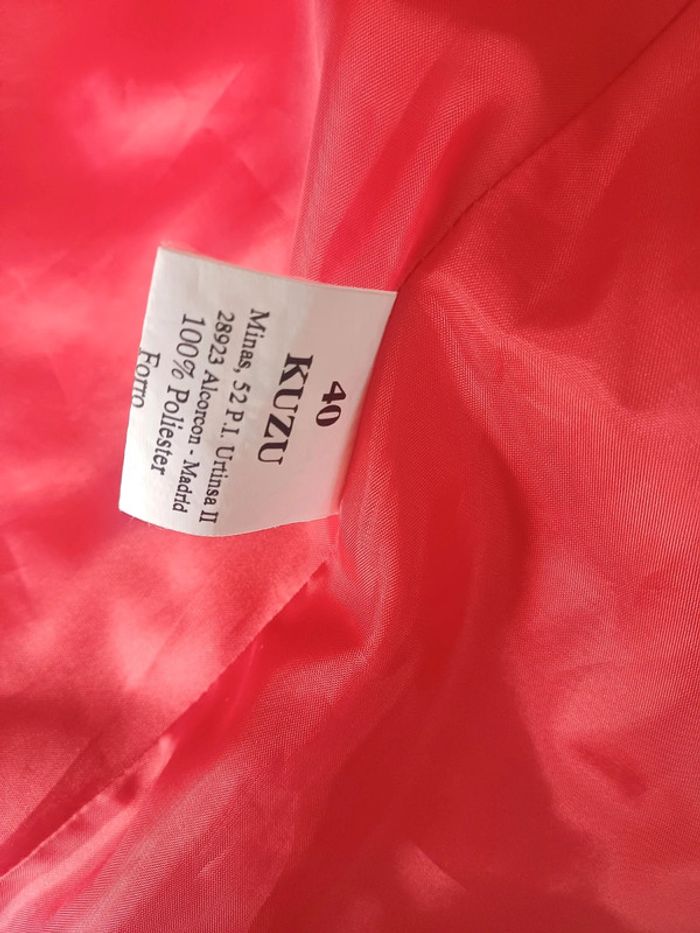 40
KUZU
Minas, 52 P.I. Urtinsa II
28923 Alcorcon - Madrid
100% Poliester
Forro